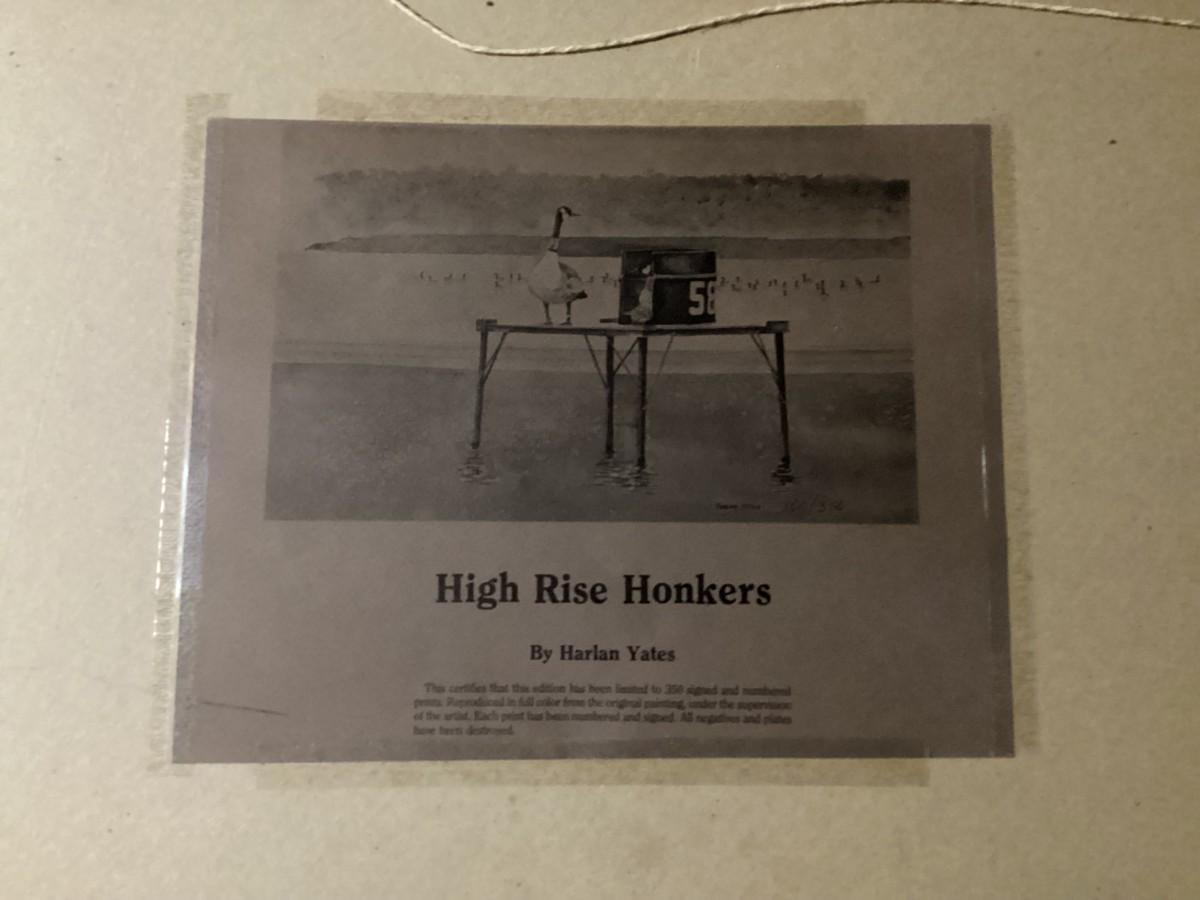 58
High Rise Honkers
By Harlan Yates
This certifies that this edition has been limited to 350 signed and numbered
prints. Reproduced in full color from the original painting, under the supervision
of the artist. Each print has been numbered and signed. All negatives and plates
have been destroyed.